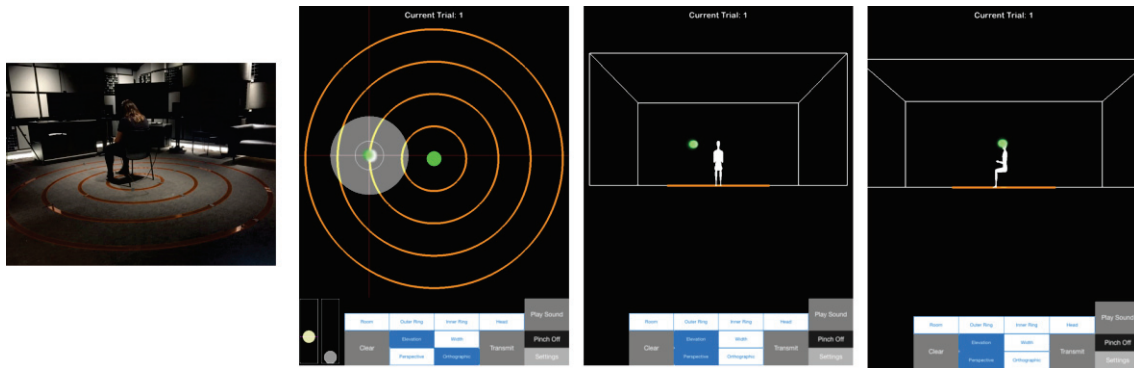 Current Trial: 1
Room Outer Ring Inner Ring Head Play Sound
Clear Elevation Width Transmit Pinch Off
Perspective Orthographic Settings
Current Trial: 1
Room Outer Ring Inner Ring Head Play Sound
Clear Elevation Width Transmit Pinch Off
Perspective Orthographic Settings
Current Trial: 1
Room Outer Ring Inner Ring Head Play Sound
Clear Elevation Width Transmit Pinch Off
Perspective Orthographic Settings